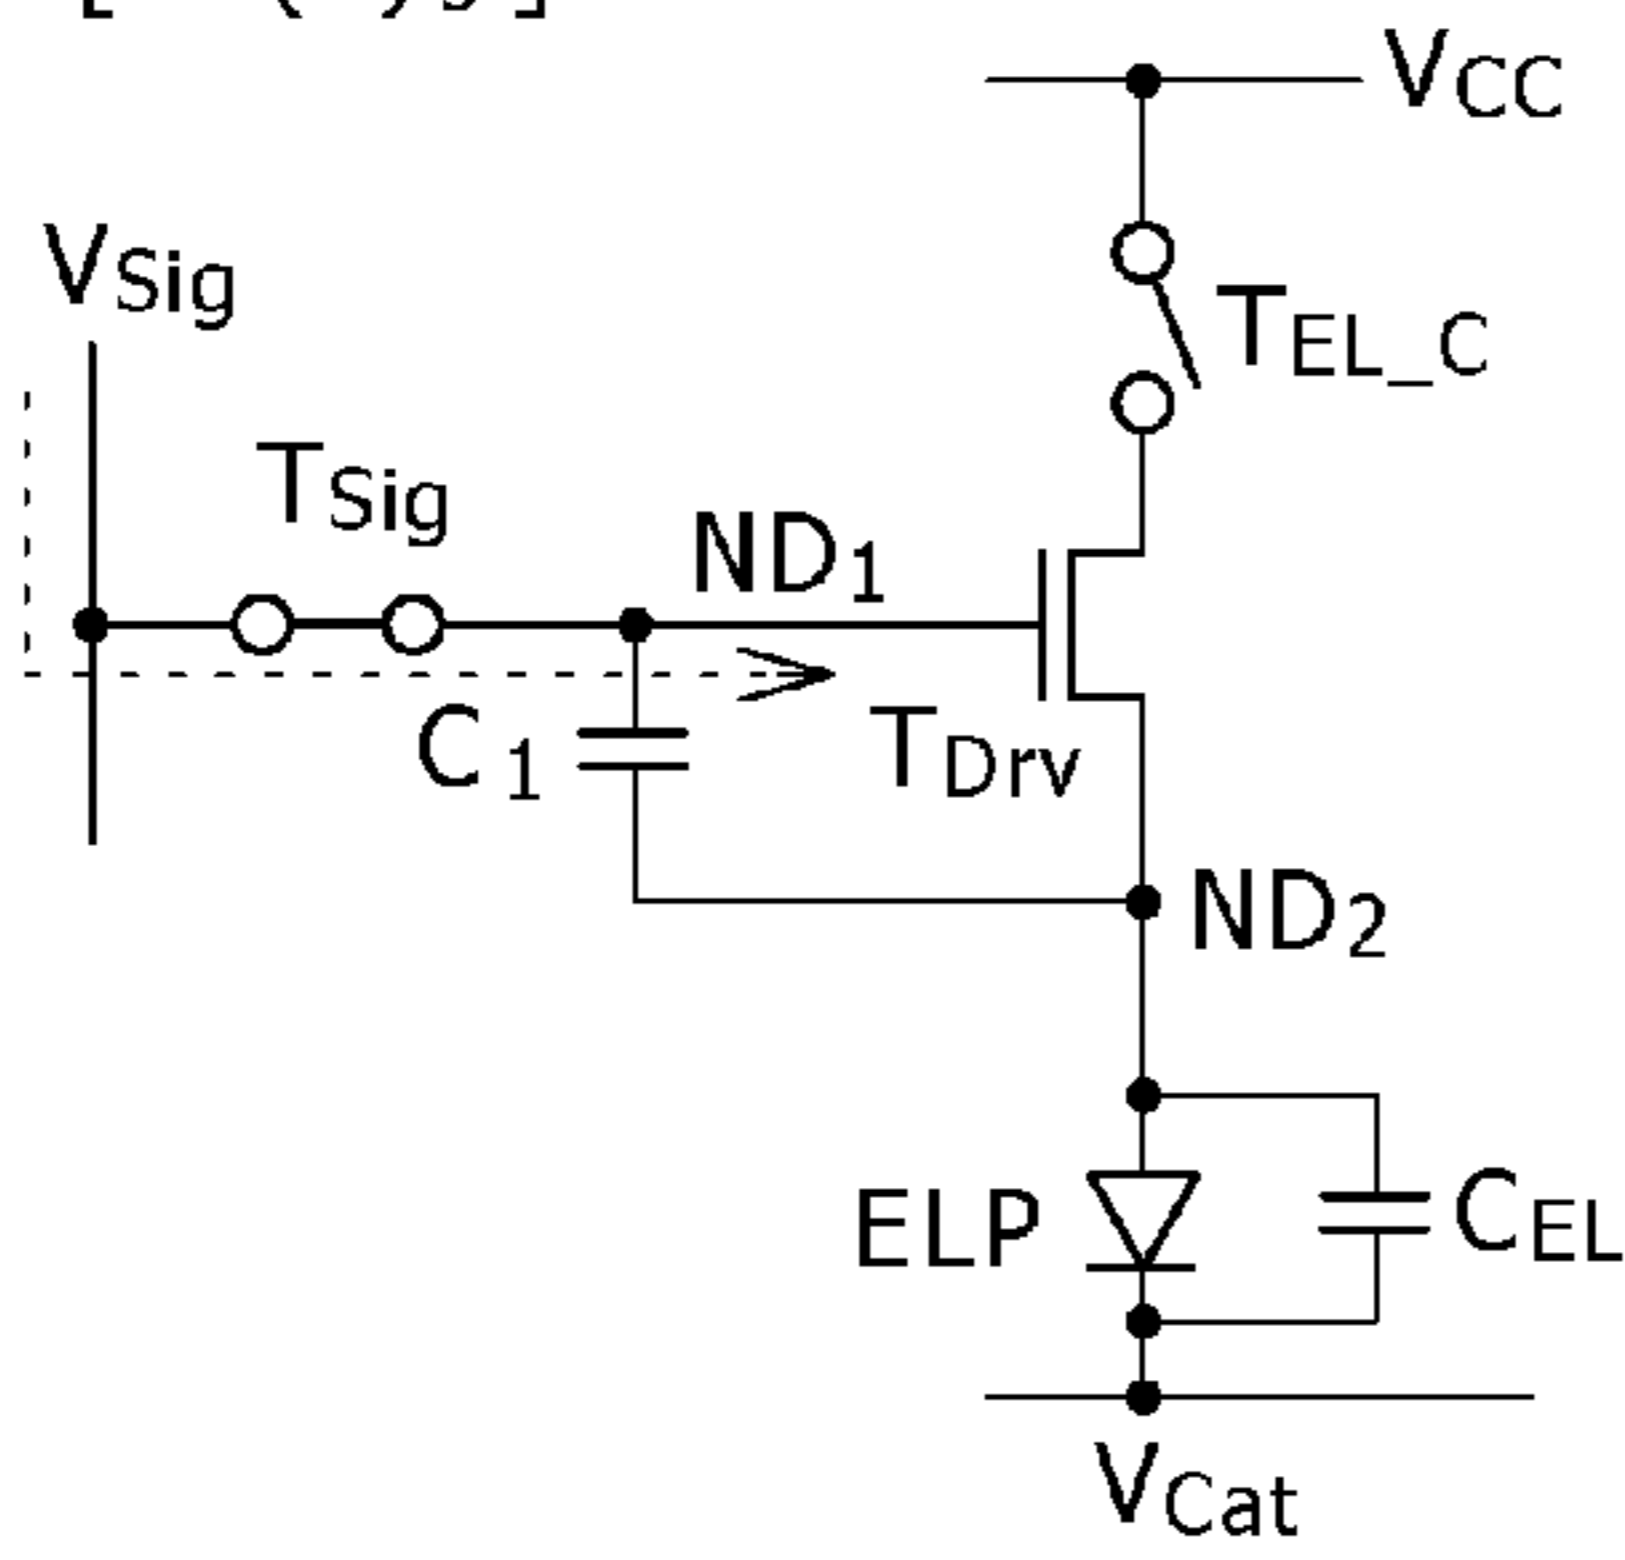 VCC
VSig
TEL_C
TSig
ND1
C1
TDrv
ND2
ELP
CEL
VCat